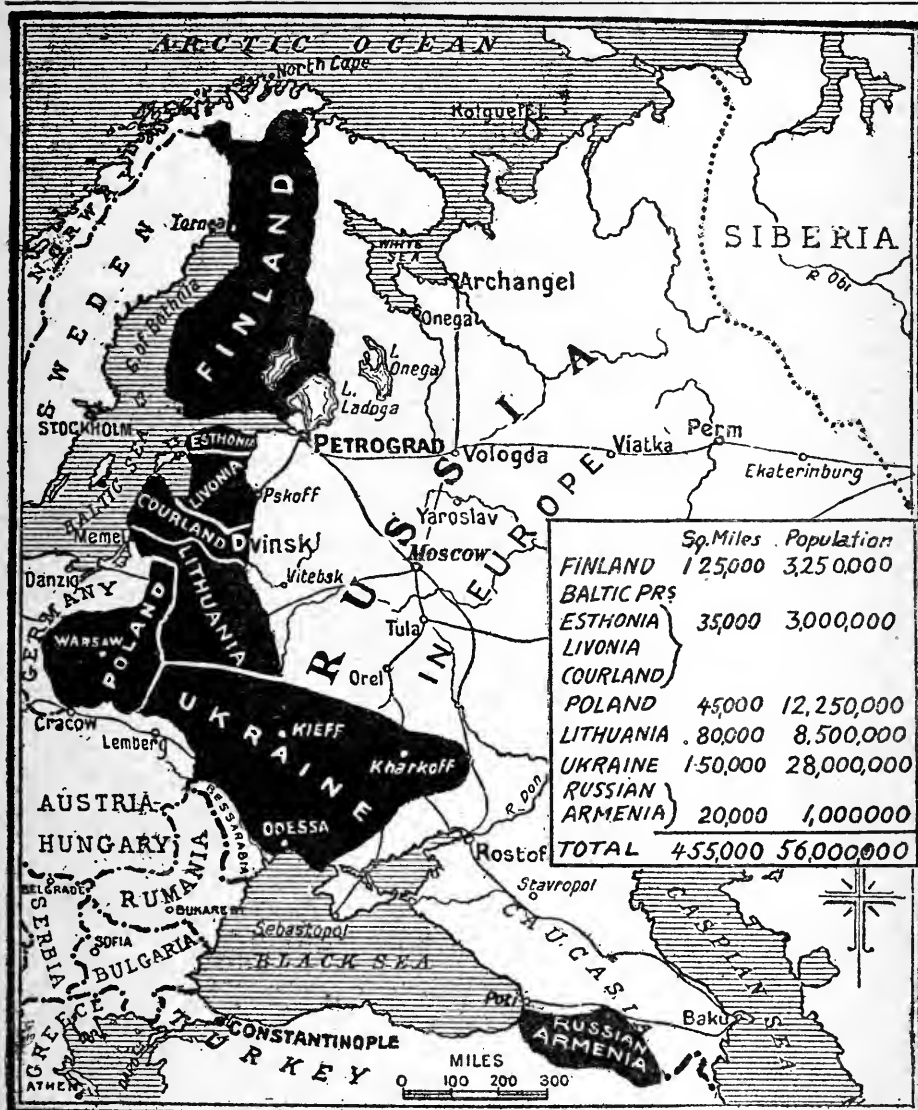 ARCTIC OCEAN
North Cape
Kolguef I.
NORWAY
SWEDEN
FINLAND
Tornea
WHITE SEA
Archangel
Onega
SIBERIA
R. Obi
G. of Bothnia
L. Onega
L. Ladoga
STOCKHOLM
ESTHONIA
PETROGRAD
Vologda
Viatka
Perm
Ekaterinburg
BALTIC SEA
LIVONIA
Pskoff
COURLAND
Dvinsk
Yaroslav
Moscow
RUSSIA
IN EUROPE
Memel
LITHUANIA
Vitebsk
Danzig
GERMANY
POLAND
WARSAW
Tula
Orel
Cracow
Lemberg
UKRAINE
KIEFF
Kharkoff
Sq. Miles Population
FINLAND 125,000 3,250,000
BALTIC PRS
ESTHONIA 35,000 3,000,000
LIVONIA
COURLAND
POLAND 45,000 12,250,000
LITHUANIA 80,000 8,500,000
UKRAINE 150,000 28,000,000
RUSSIAN
ARMENIA 20,000 1,000000
TOTAL 455,000 56,000000
AUSTRIA-
HUNGARY
BESSARABIA
ODESSA
R. Don
Rostof
Stavropol
BELGRADE
SERBIA
RUMANIA
BUKAREST
SOFIA
BULGARIA
Sebastopol
BLACK SEA
CAUCASI
CASPIAN SEA
Poti
Baku
RUSSIAN
ARMENIA
GREECE
ATHEN
CONSTANTINOPLE
TURKEY
MILES
0 100 200 300